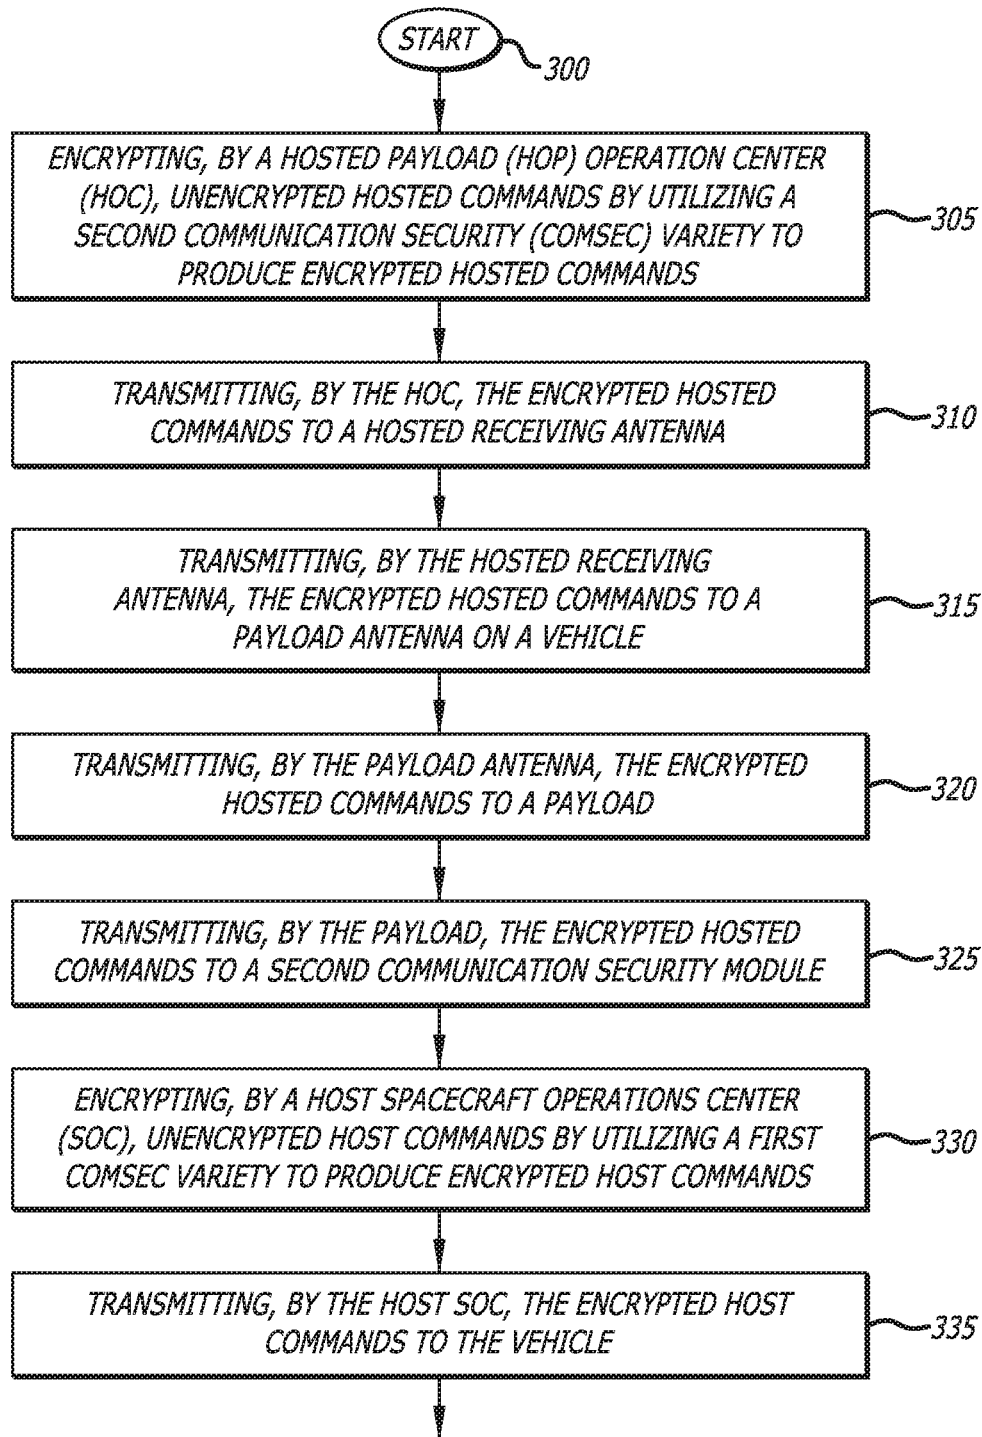 START
300
ENCRYPTING, BY A HOSTED PAYLOAD (HOP) OPERATION CENTER
(HOC), UNENCRYPTED HOSTED COMMANDS BY UTILIZING A
SECOND COMMUNICATION SECURITY (COMSEC) VARIETY TO
PRODUCE ENCRYPTED HOSTED COMMANDS
305
TRANSMITTING, BY THE HOC, THE ENCRYPTED HOSTED
COMMANDS TO A HOSTED RECEIVING ANTENNA
310
TRANSMITTING, BY THE HOSTED RECEIVING
ANTENNA, THE ENCRYPTED HOSTED COMMANDS TO A
PAYLOAD ANTENNA ON A VEHICLE
315
TRANSMITTING, BY THE PAYLOAD ANTENNA, THE ENCRYPTED
HOSTED COMMANDS TO A PAYLOAD
320
TRANSMITTING, BY THE PAYLOAD, THE ENCRYPTED HOSTED
COMMANDS TO A SECOND COMMUNICATION SECURITY MODULE
325
ENCRYPTING, BY A HOST SPACECRAFT OPERATIONS CENTER
(SOC), UNENCRYPTED HOST COMMANDS BY UTILIZING A FIRST
COMSEC VARIETY TO PRODUCE ENCRYPTED HOST COMMANDS
330
TRANSMITTING, BY THE HOST SOC, THE ENCRYPTED HOST
COMMANDS TO THE VEHICLE
335